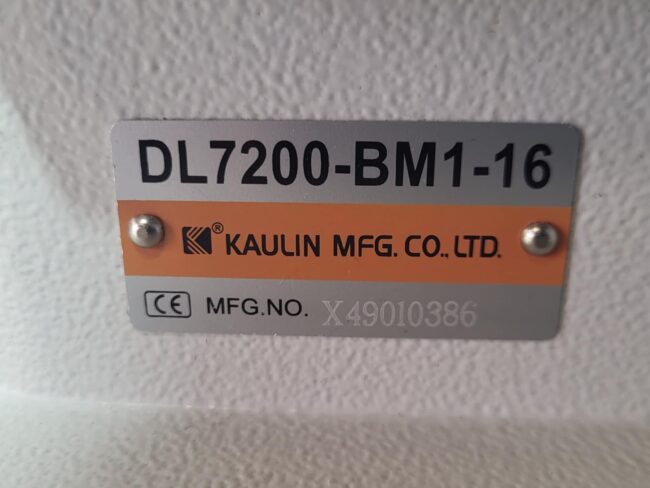 DL7200-BM1-16
® KAULIN MFG. CO., LTD.
CE MFG.NO. X49010386